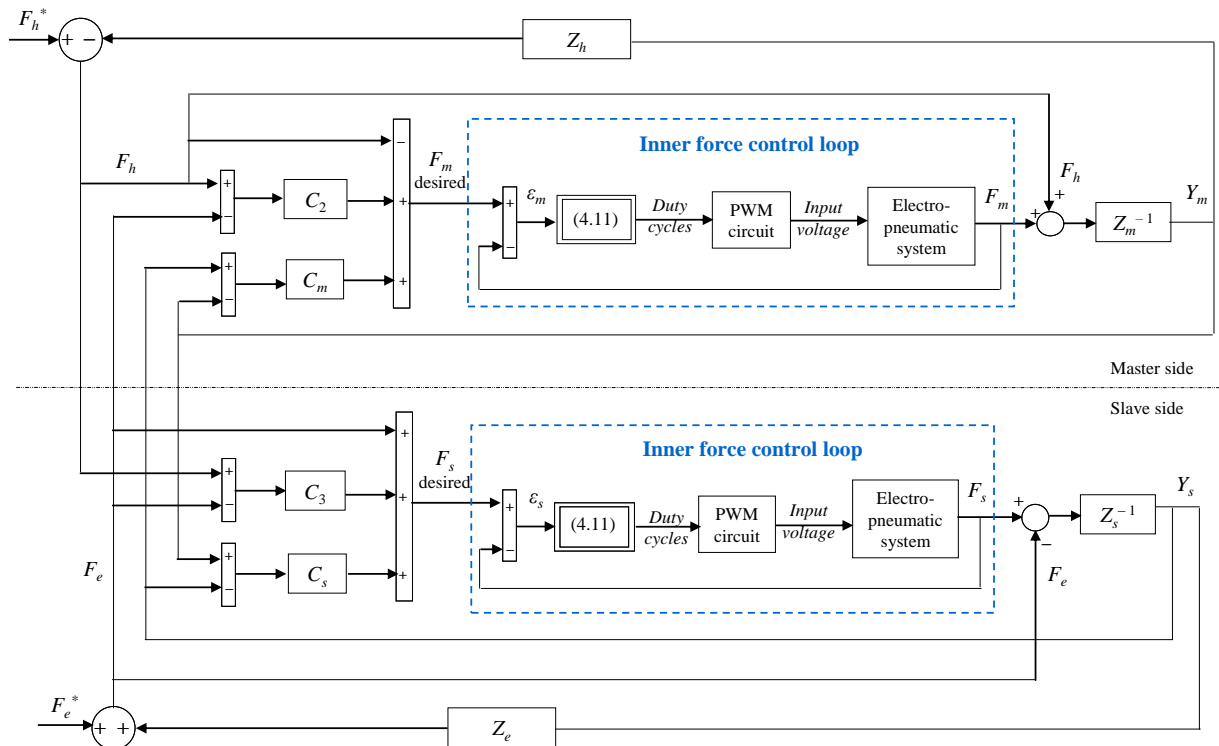 F_h*
+ −
Z_h
Inner force control loop
F_h
−
F_m
desired
F_h
+
Y_m
+
−
C_2
+
ε_m
+
−
(4.11)
Duty
cycles
PWM
circuit
Input
voltage
Electro-
pneumatic
system
F_m
+
Z_m^−1
+
−
C_m
+
Master side
Slave side
Inner force control loop
+
F_s
desired
Y_s
+
−
C_3
+
ε_s
+
−
(4.11)
Duty
cycles
PWM
circuit
Input
voltage
Electro-
pneumatic
system
F_s
+
−
Z_s^−1
F_e
F_e
+
−
C_s
+
F_e*
+ +
Z_e